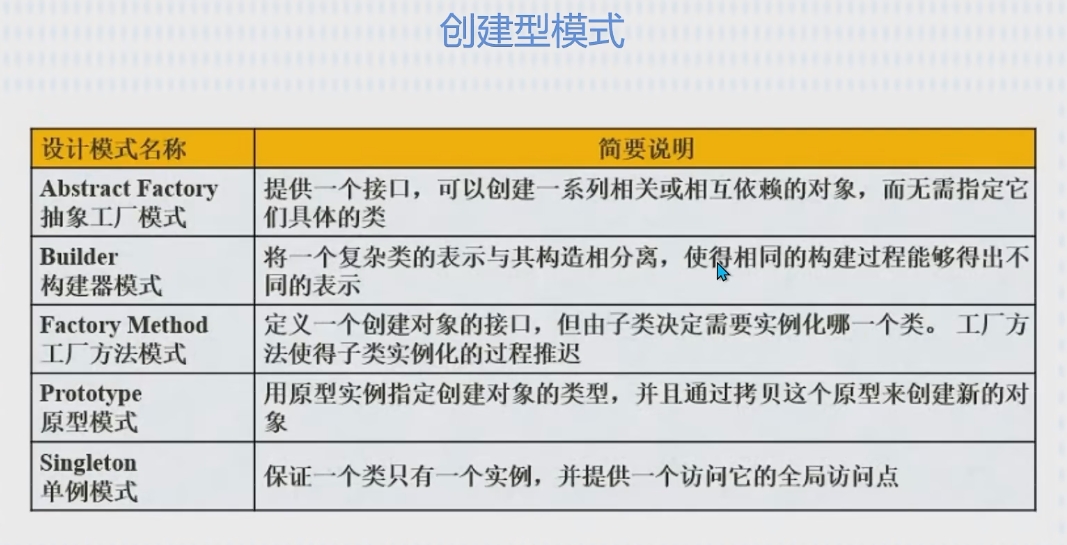 创建型模式
设计模式名称
简要说明
Abstract Factory
抽象工厂模式
提供一个接口，可以创建一系列相关或相互依赖的对象，而无需指定它
们具体的类
Builder
构建器模式
将一个复杂类的表示与其构造相分离，使得相同的构建过程能够得出不
同的表示
Factory Method
工厂方法模式
定义一个创建对象的接口，但由子类决定需要实例化哪一个类。 工厂方
法使得子类实例化的过程推迟
Prototype
原型模式
用原型实例指定创建对象的类型，并且通过拷贝这个原型来创建新的对
象
Singleton
单例模式
保证一个类只有一个实例，并提供一个访问它的全局访问点